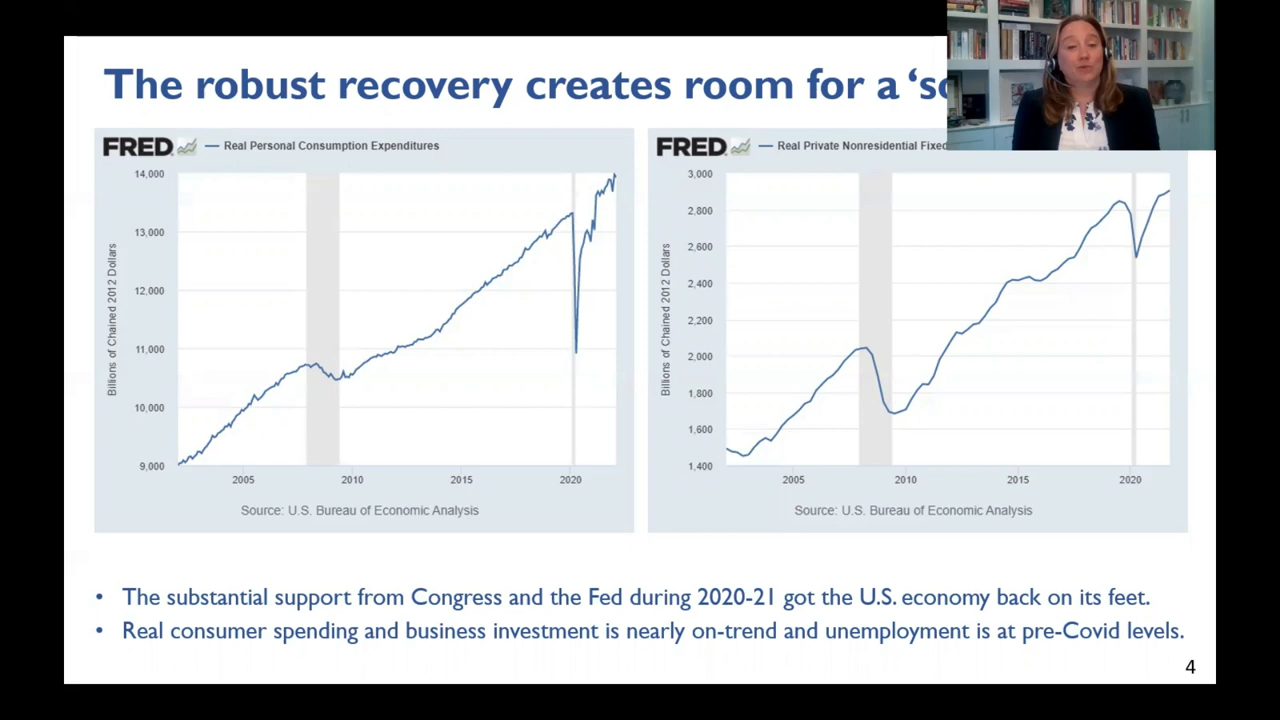 The robust recovery creates room for a ‘so
FRED
Real Personal Consumption Expenditures
14,000
13,000
12,000
11,000
10,000
9,000
Billions of Chained 2012 Dollars
2005 2010 2015 2020
Source: U.S. Bureau of Economic Analysis
FRED
Real Private Nonresidential Fixed
3,000
2,800
2,600
2,400
2,200
2,000
1,800
1,600
1,400
Billions of Chained 2012 Dollars
2005 2010 2015 2020
Source: U.S. Bureau of Economic Analysis
• The substantial support from Congress and the Fed during 2020-21 got the U.S. economy back on its feet.
• Real consumer spending and business investment is nearly on-trend and unemployment is at pre-Covid levels.
4